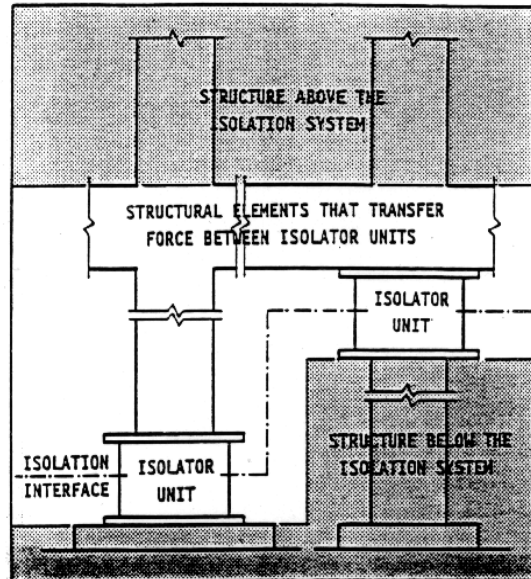 STRUCTURE ABOVE THE
ISOLATION SYSTEM
STRUCTURAL ELEMENTS THAT TRANSFER
FORCE BETWEEN ISOLATOR UNITS
ISOLATOR
UNIT
STRUCTURE BELOW THE
ISOLATION SYSTEM
ISOLATION
INTERFACE
ISOLATOR
UNIT